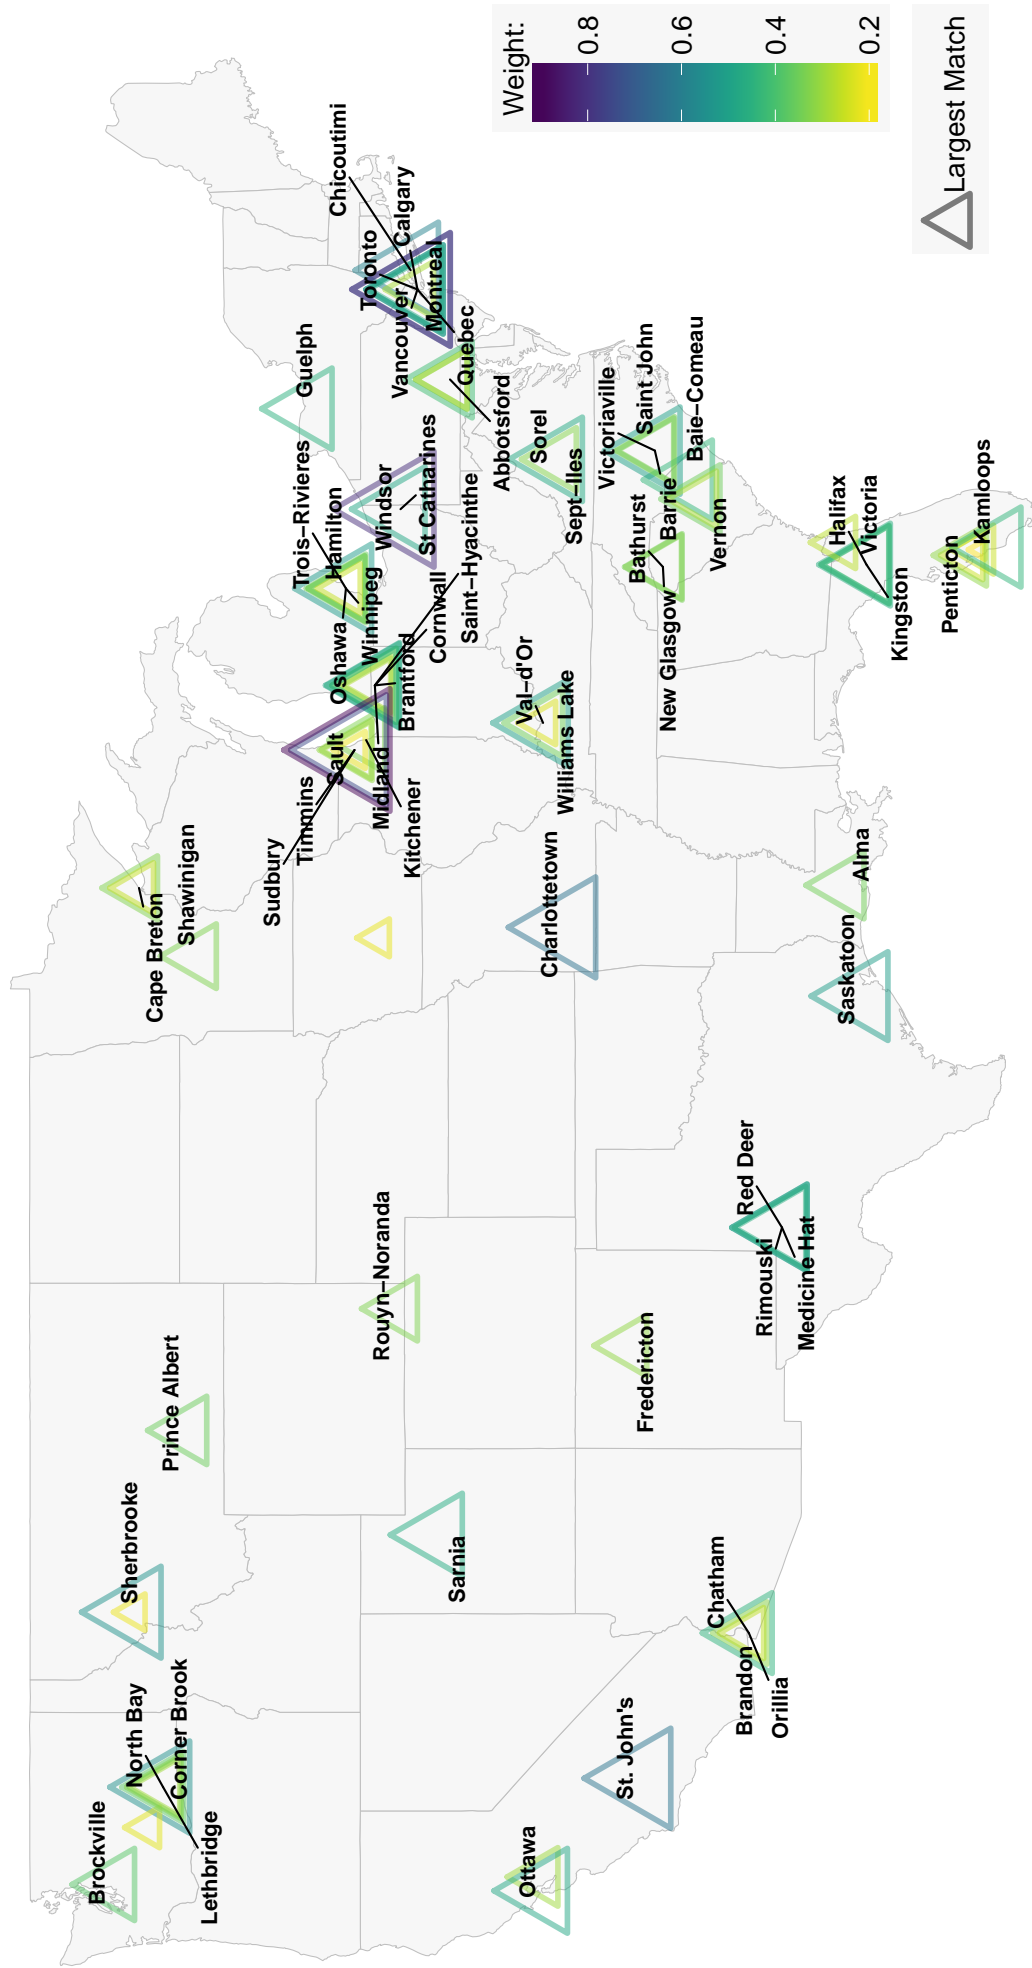 Brockville
North Bay
Corner Brook
Lethbridge
Sherbrooke
Prince Albert
Cape Breton
Shawinigan
Sudbury
Timmins
Sault
Midland
Kitchener
Trois−Rivieres
Hamilton
Oshawa
Winnipeg
Brantford
Cornwall
Saint−Hyacinthe
Guelph
Windsor
St Catharines
Chicoutimi
Toronto
Calgary
Vancouver
Montreal
Quebec
Abbotsford
Ottawa
St. John's
Sarnia
Rouyn−Noranda
Charlottetown
Val−d'Or
Williams Lake
Sorel
Sept−Iles
Victoriaville
Saint John
Baie−Comeau
Barrie
Vernon
Bathurst
New Glasgow
Chatham
Brandon
Orillia
Fredericton
Red Deer
Rimouski
Medicine Hat
Saskatoon
Alma
Halifax
Victoria
Kingston
Penticton
Kamloops
Weight:
0.8
0.6
0.4
0.2
Largest Match